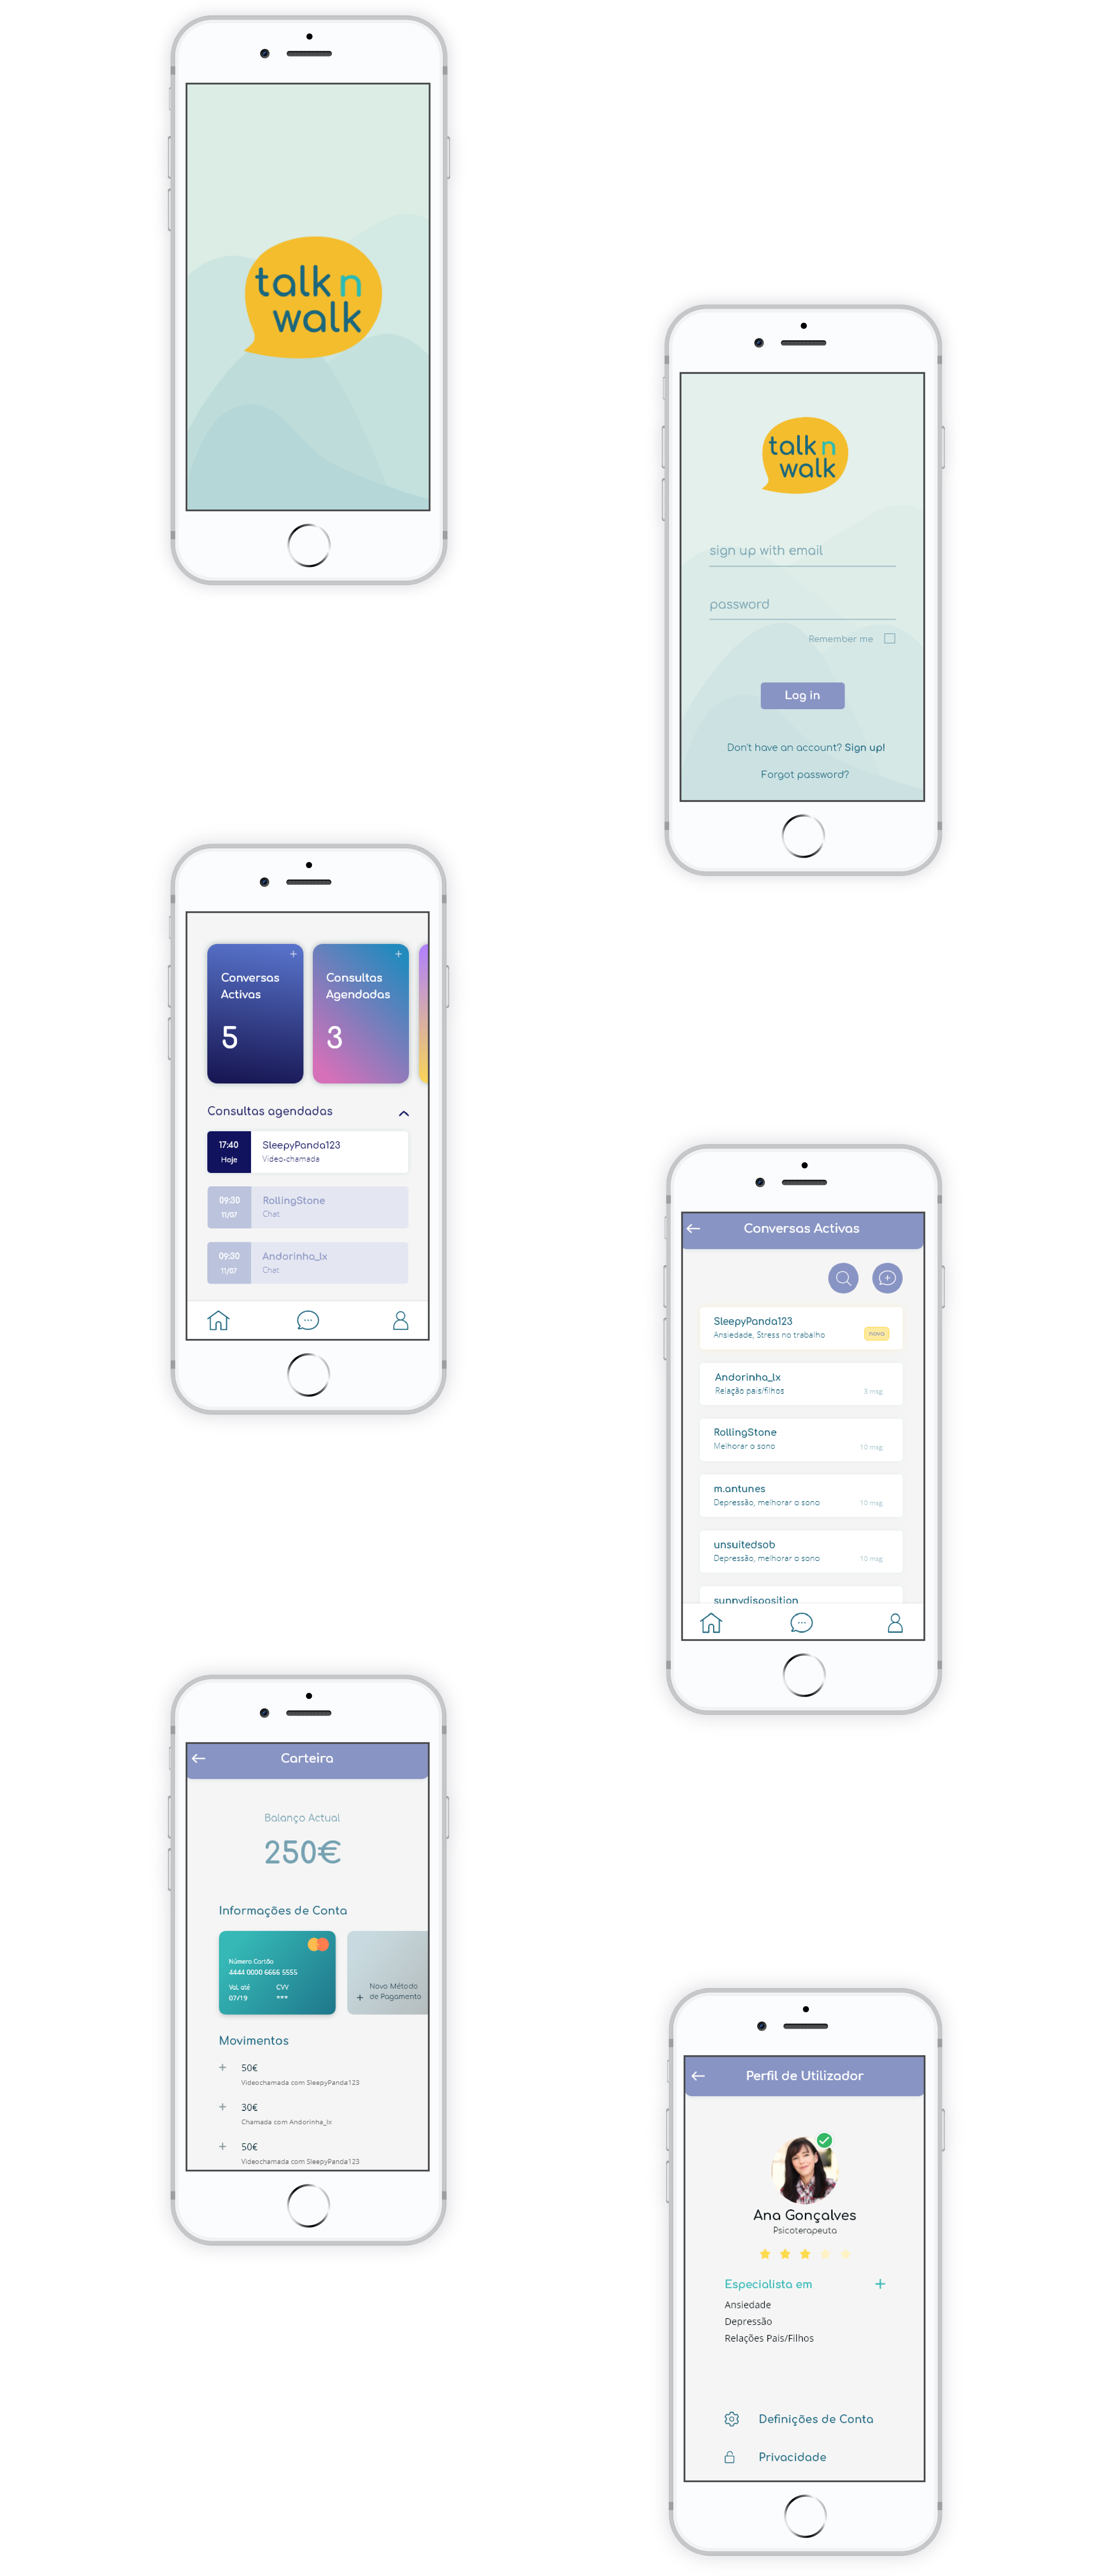 talk n
walk
talk n
walk
sign up with email
password
Remember me
Log in
Don't have an account? Sign up!
Forgot password?
Conversas
Activas
5
Consultas
Agendadas
3
Consultas agendadas
17:40
Hoje
SleepyPanda123
Video-chamada
09:30
11/07
RollingStone
Chat
09:30
11/07
Andorinha_lx
Chat
Conversas Activas
SleepyPanda123
Ansiedade, Stress no trabalho
nova
Andorinha_lx
Relação pais/filhos
3 msg
RollingStone
Melhorar o sono
10 msg
m.antunes
Depressão, melhorar o sono
10 msg
unsuitedsob
Depressão, melhorar o sono
10 msg
sunnydisposition
Carteira
Balanço Actual
250€
Informações de Conta
Número Cartão
4444 0000 6666 5555
Val. até CVV
07/19 ***
Novo Método
+ de Pagamento
Movimentos
+ 50€
Videochamada com SleepyPanda123
+ 30€
Chamada com Andorinha_lx
+ 50€
Videochamada com SleepyPanda123
Perfil de Utilizador
Ana Gonçalves
Psicoterapeuta
Especialista em +
Ansiedade
Depressão
Relações Pais/Filhos
Definições de Conta
Privacidade